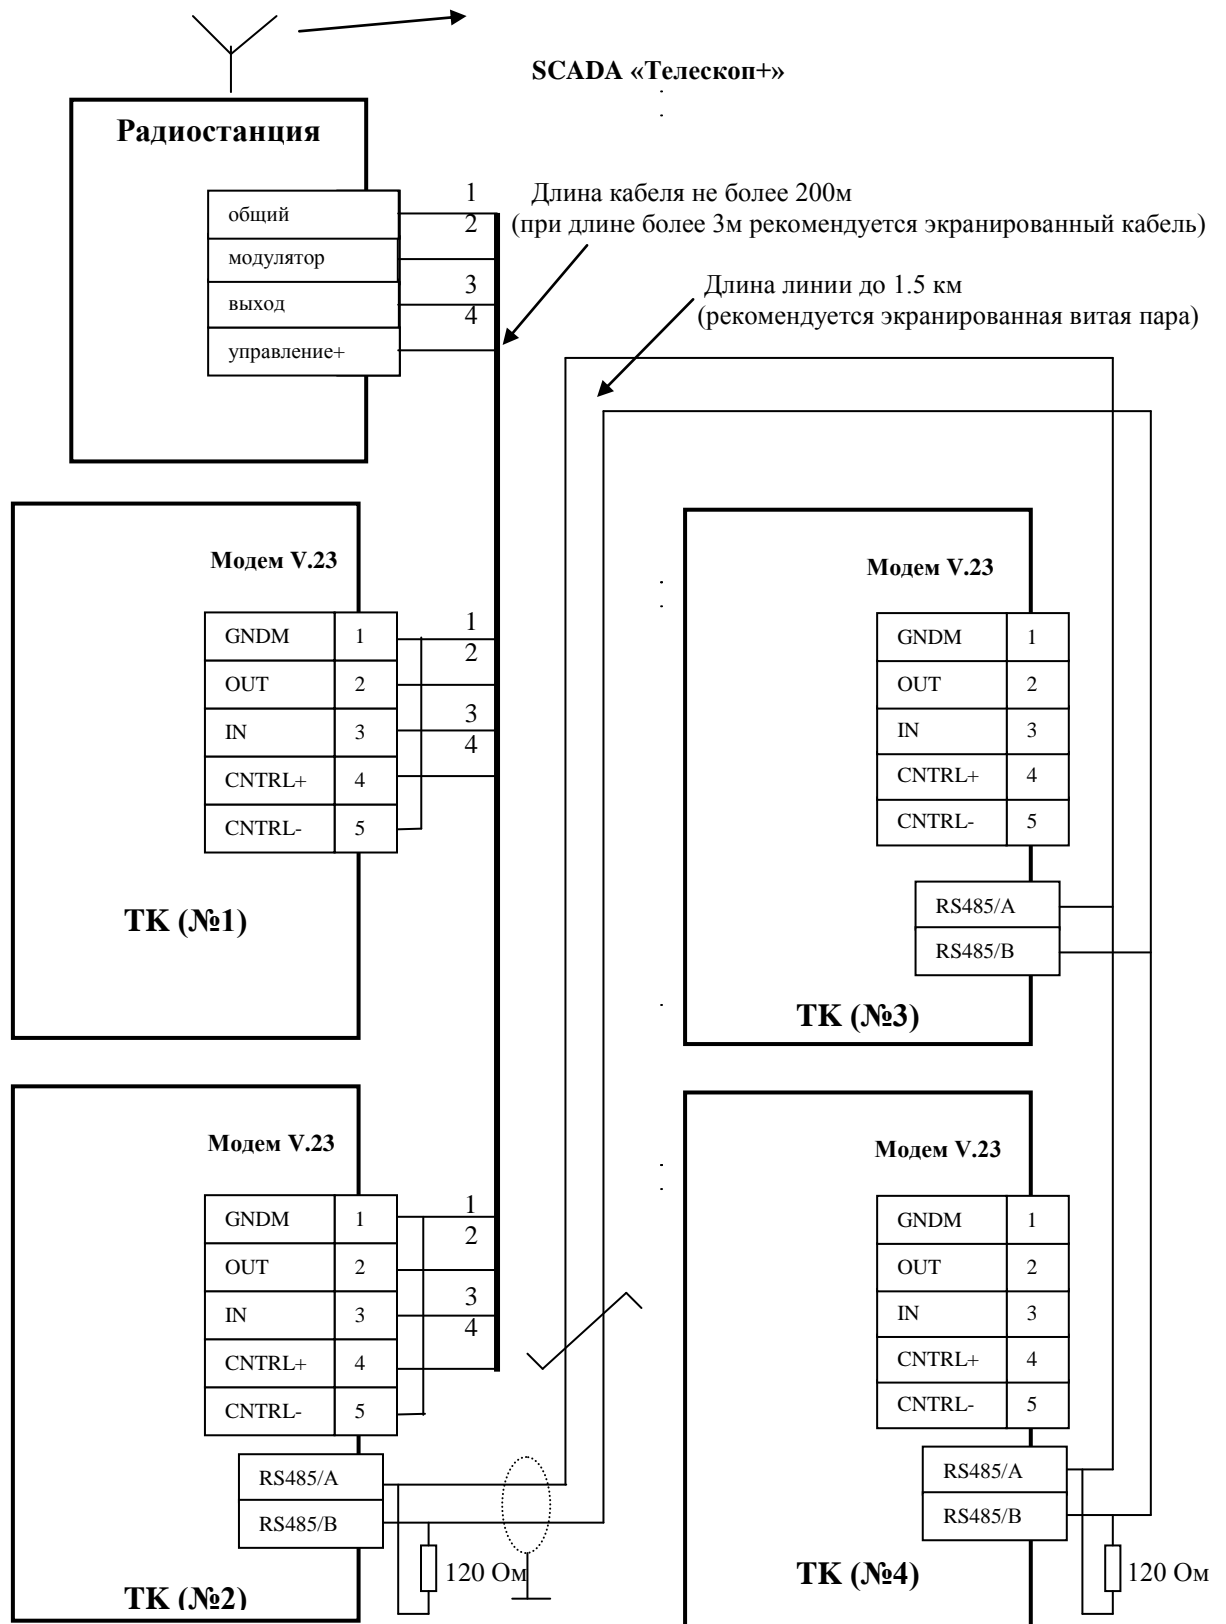 SCADA «Телескоп+»
Радиостанция
общий
модулятор
выход
управление+
1
2
3
4
Длина кабеля не более 200м
(при длине более 3м рекомендуется экранированный кабель)
Длина линии до 1.5 км
(рекомендуется экранированная витая пара)
Модем V.23
GNDM 1
OUT 2
IN 3
CNTRL+ 4
CNTRL- 5
1
2
3
4
ТК (№1)
Модем V.23
GNDM 1
OUT 2
IN 3
CNTRL+ 4
CNTRL- 5
RS485/A
RS485/B
ТК (№3)
Модем V.23
GNDM 1
OUT 2
IN 3
CNTRL+ 4
CNTRL- 5
1
2
3
4
RS485/A
RS485/B
120 Ом
ТК (№2)
Модем V.23
GNDM 1
OUT 2
IN 3
CNTRL+ 4
CNTRL- 5
RS485/A
RS485/B
120 Ом
ТК (№4)